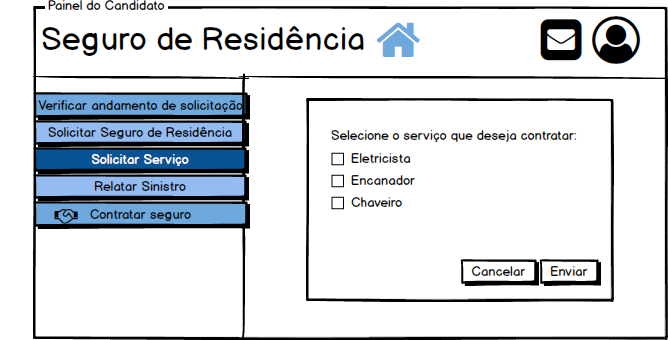 Painel do Candidato
Seguro de Residência
Verificar andamento de solicitação
Solicitar Seguro de Residência
Solicitar Serviço
Relatar Sinistro
Contratar seguro
Selecione o serviço que deseja contratar:
Eletricista
Encanador
Chaveiro
Cancelar Enviar